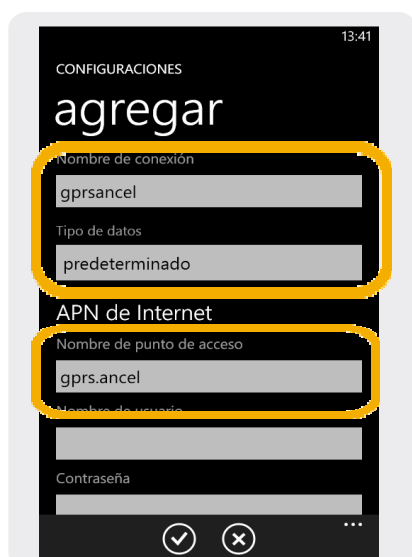 13:41
CONFIGURACIONES
agregar
Nombre de conexión
gprsancel
Tipo de datos
predeterminado
APN de Internet
Nombre de punto de acceso
gprs.ancel
Nombre de usuario
Contraseña